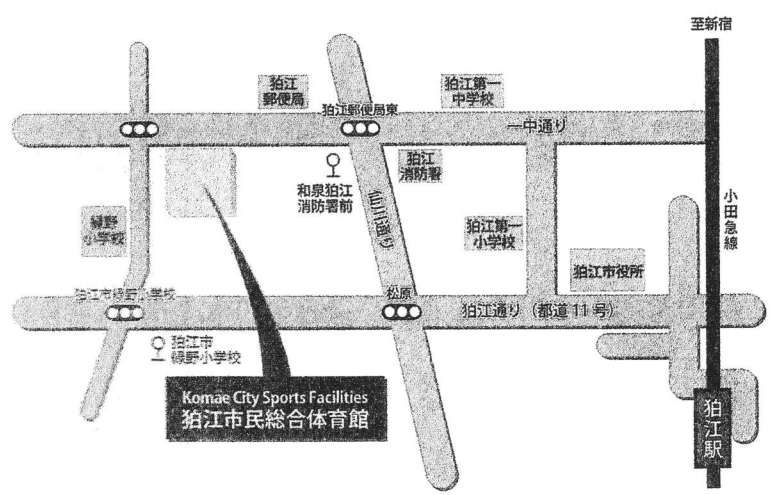 至新宿
狛江
郵便局
狛江第一
中学校
狛江郵便局東
一中通り
狛江
消防署
和泉狛江
消防署前
仙川通り
小田急線
緑野
小学校
狛江第一
小学校
狛江市役所
狛江市緑野小学校
松原
狛江通り（都道11号）
狛江市
緑野小学校
Komae City Sports Facilities
狛江市民総合体育館
狛江駅